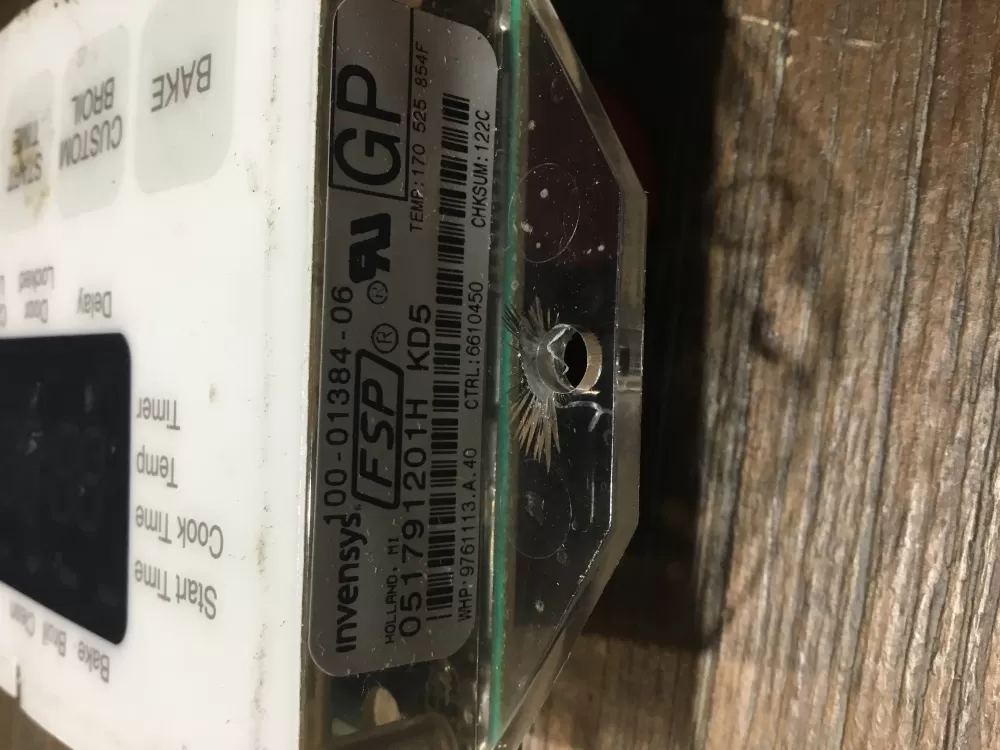 invensys® 100-01384-06
HOLLAND, MI
FSP®
GP
0517791201H KD5
TEMP:170 525 854F
WHP:9761113.A.40 CTRL:6610450 CHKSUM:122C
BAKE
CUSTOM
BROIL
START
TIME
Delay
Door
Locked
Timer
Temp
Cook Time
Start Time
Bake Broil Clean